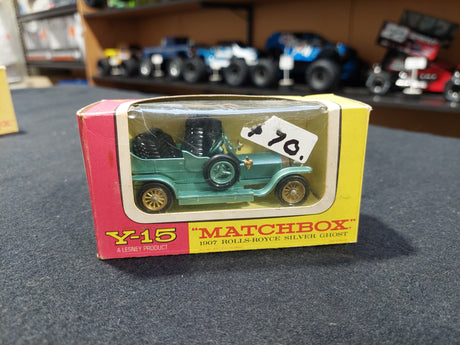 $70.
Y-15
A LESNEY PRODUCT
"MATCHBOX"
1907 ROLLS-ROYCE SILVER GHOST